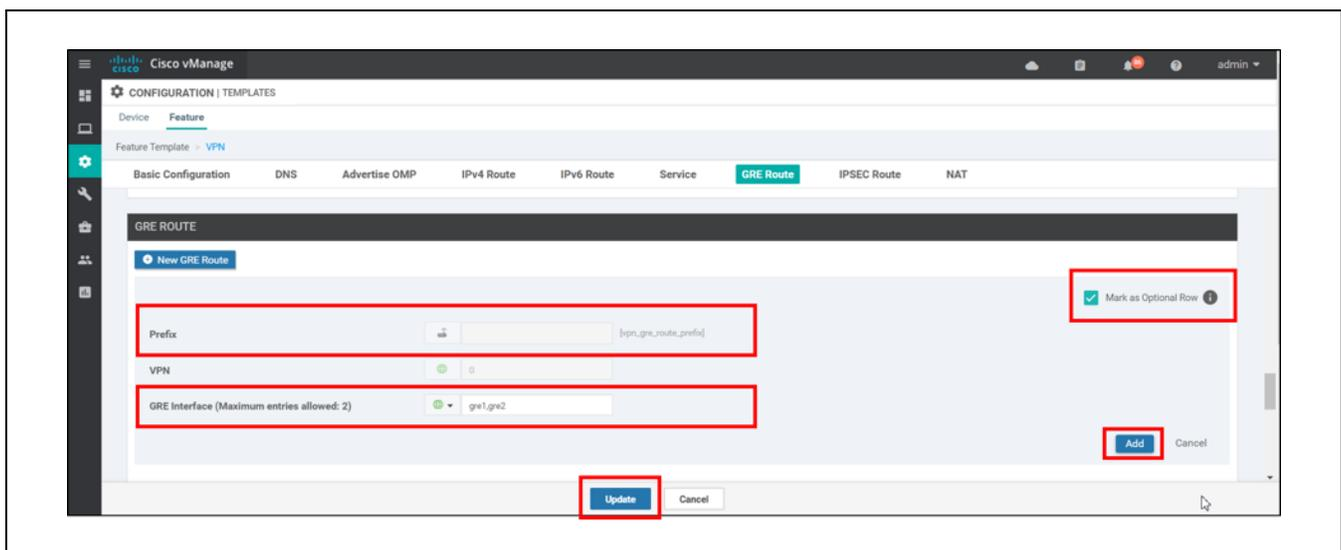 cisco Cisco vManage
admin
CONFIGURATION | TEMPLATES
Device Feature
Feature Template > VPN
Basic Configuration DNS Advertise OMP IPv4 Route IPv6 Route Service GRE Route IPSEC Route NAT
GRE ROUTE
New GRE Route
Mark as Optional Row
Prefix [vpn_gre_route_prefix]
VPN 0
GRE Interface (Maximum entries allowed: 2) gre1,gre2
Add Cancel
Update Cancel